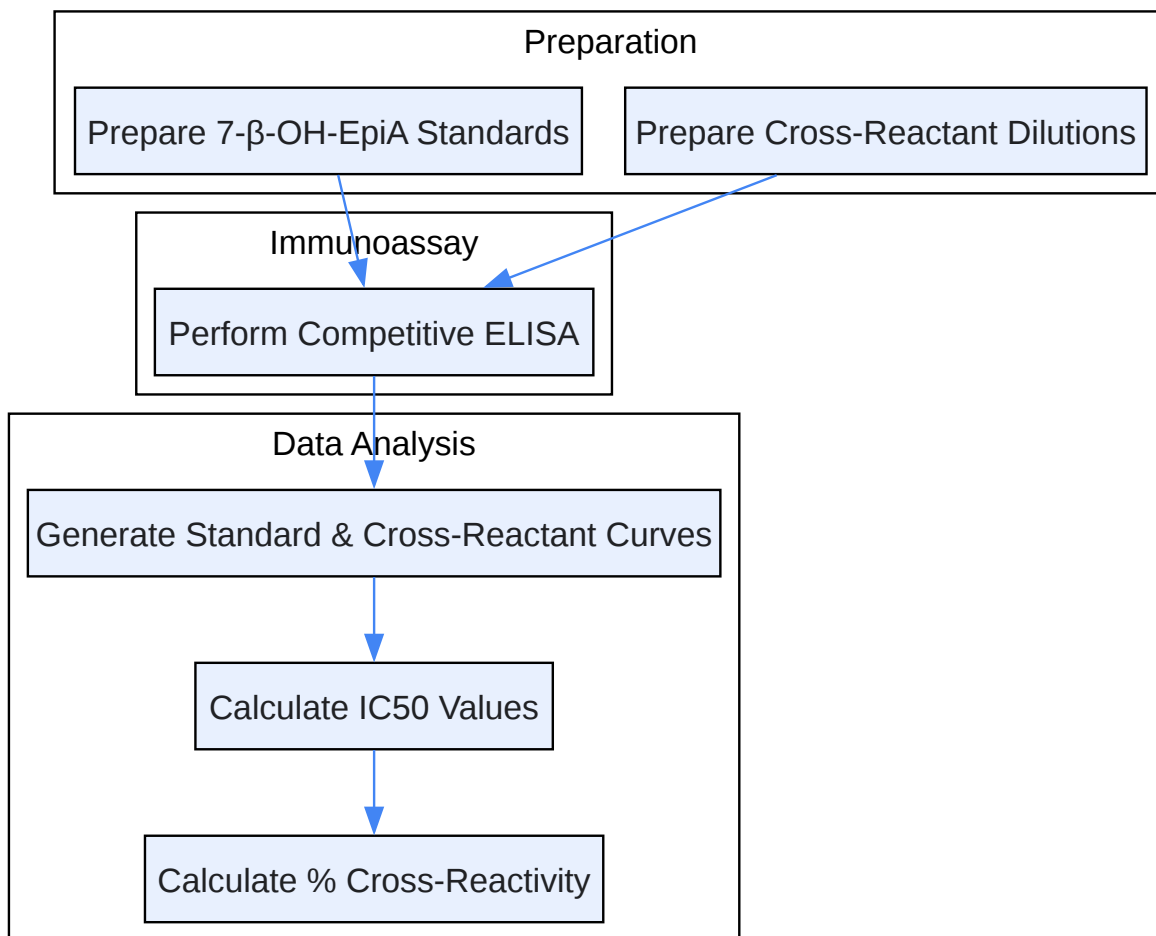 Preparation
Prepare 7-β-OH-EpiA Standards
Prepare Cross-Reactant Dilutions
Immunoassay
Perform Competitive ELISA
Data Analysis
Generate Standard & Cross-Reactant Curves
Calculate IC50 Values
Calculate % Cross-Reactivity